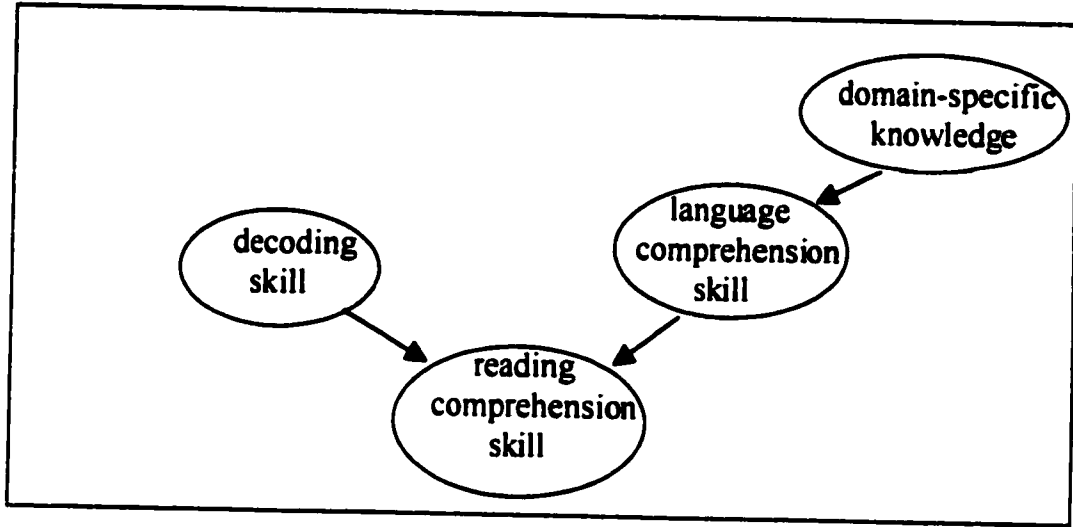 domain-specific
knowledge
language
comprehension
skill
decoding
skill
reading
comprehension
skill